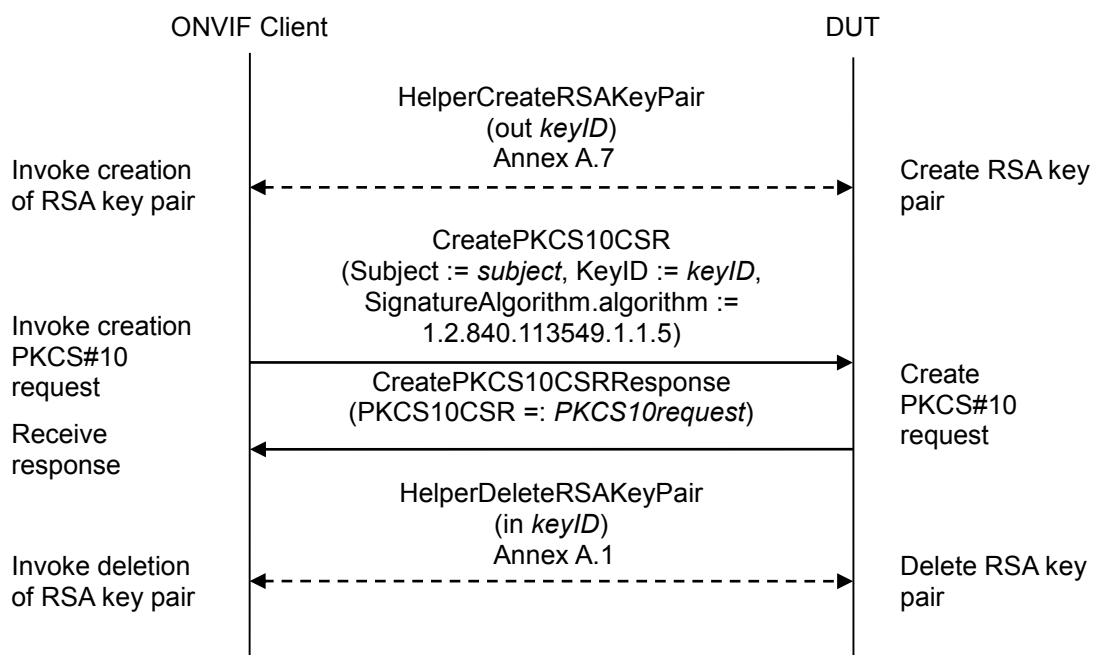 ONVIF Client
DUT
HelperCreateRSAKeyPair
(out keyID)
Annex A.7
Invoke creation
of RSA key pair
Create RSA key
pair
CreatePKCS10CSR
(Subject := subject, KeyID := keyID,
SignatureAlgorithm.algorithm :=
1.2.840.113549.1.1.5)
Invoke creation
PKCS#10
request
CreatePKCS10CSRResponse
(PKCS10CSR =: PKCS10request)
Create
PKCS#10
request
Receive
response
HelperDeleteRSAKeyPair
(in keyID)
Annex A.1
Invoke deletion
of RSA key pair
Delete RSA key
pair